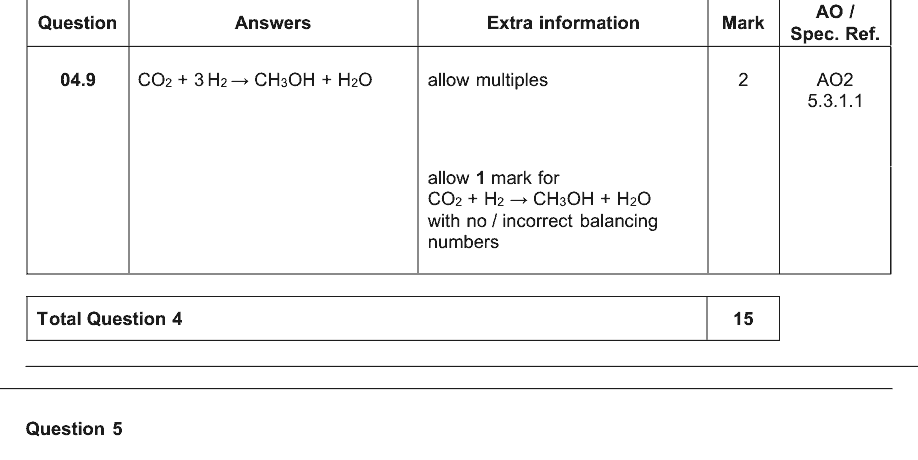 Question Answers Extra information Mark AO / Spec. Ref.
04.9 CO2 + 3 H2 → CH3OH + H2O allow multiples 2 AO2
5.3.1.1
allow 1 mark for
CO2 + H2 → CH3OH + H2O
with no / incorrect balancing
numbers
Total Question 4 15
Question 5